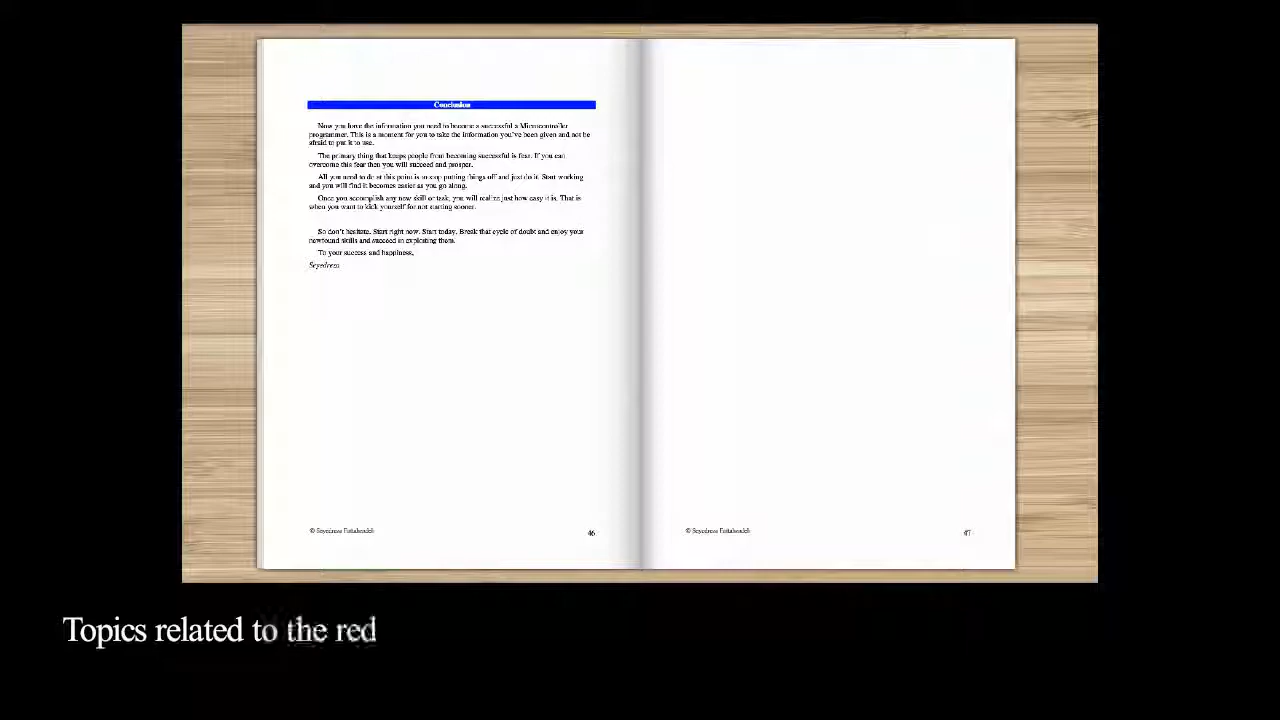 Conclusion
Now you have the information you need to become a successful a Microcontroller
programmer. This is a moment for you to take the information you've been given and not be
afraid to put it to use.
The primary thing that keeps people from becoming successful is fear. If you can
overcome this fear then you will succeed and prosper.
All you need to do at this point is to stop putting things off and just do it. Start working
and you will find it becomes easier as you go along.
Once you accomplish any new skill or task, you will realize just how easy it is. That is
when you want to kick yourself for not starting sooner.
So don't hesitate. Start right now. Start today. Break that cycle of doubt and enjoy your
newfound skills and succeed in exploiting them.
To your success and happiness,
Seyedreza
© Seyedreza
46
© Seyedreza
47
Topics related to the red